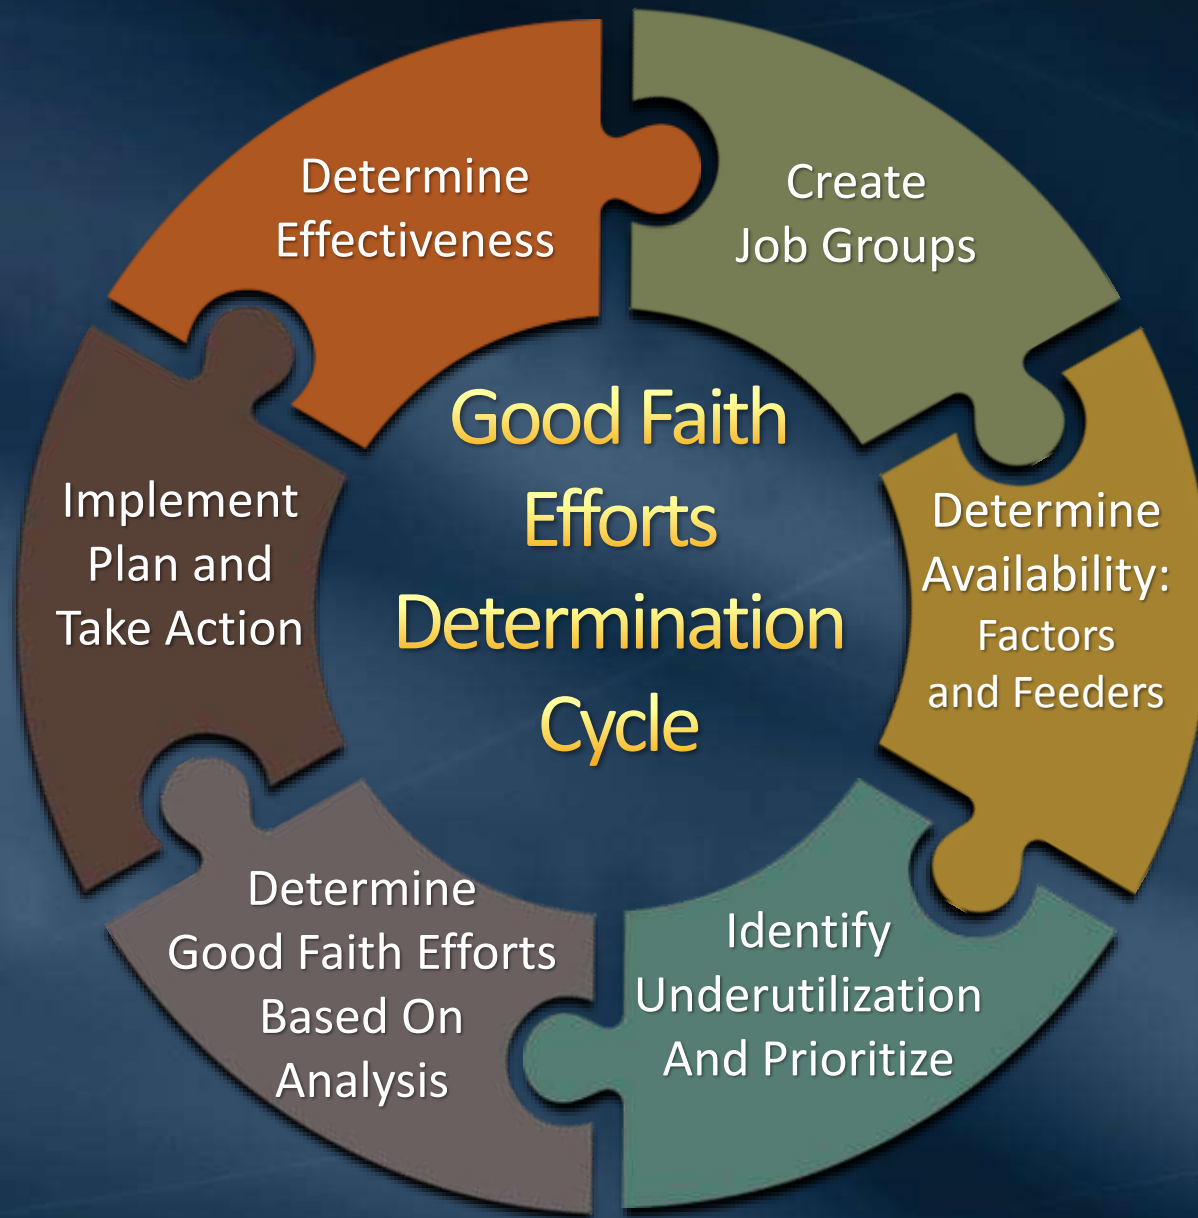 Determine
Effectiveness
Create
Job Groups
Good Faith
Efforts
Determination
Cycle
Implement
Plan and
Take Action
Determine
Availability:
Factors
and Feeders
Determine
Good Faith Efforts
Based On
Analysis
Identify
Underutilization
And Prioritize